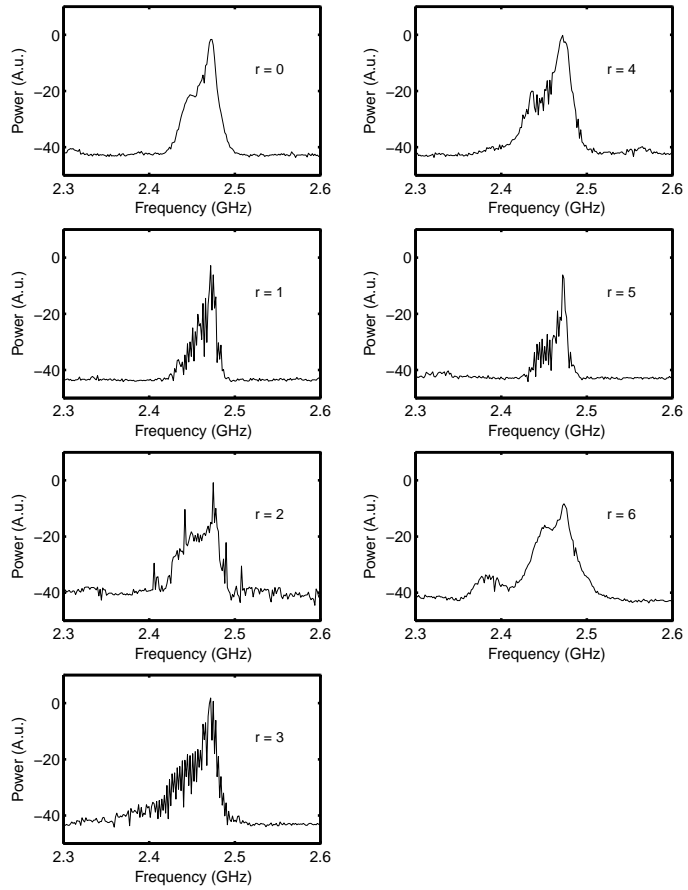 0
−20
−40
2.3 2.4 2.5 2.6
Power (A.u.)
Frequency (GHz)
r = 0
0
−20
−40
2.3 2.4 2.5 2.6
Power (A.u.)
Frequency (GHz)
r = 4
0
−20
−40
2.3 2.4 2.5 2.6
Power (A.u.)
Frequency (GHz)
r = 1
0
−20
−40
2.3 2.4 2.5 2.6
Power (A.u.)
Frequency (GHz)
r = 5
0
−20
−40
2.3 2.4 2.5 2.6
Power (A.u.)
Frequency (GHz)
r = 2
0
−20
−40
2.3 2.4 2.5 2.6
Power (A.u.)
Frequency (GHz)
r = 6
0
−20
−40
2.3 2.4 2.5 2.6
Power (A.u.)
Frequency (GHz)
r = 3